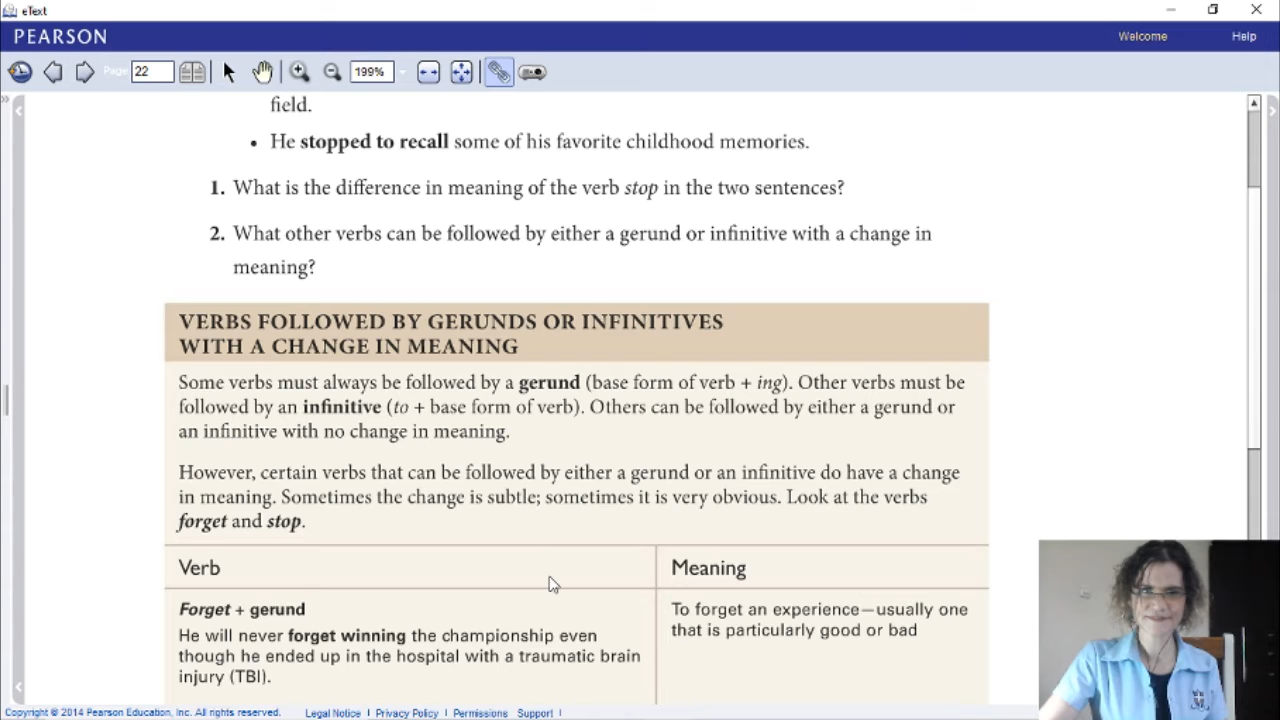 eText
PEARSON
Welcome
Help
Page
22
199%
field.
• He stopped to recall some of his favorite childhood memories.
1. What is the difference in meaning of the verb stop in the two sentences?
2. What other verbs can be followed by either a gerund or infinitive with a change in
meaning?
VERBS FOLLOWED BY GERUNDS OR INFINITIVES
WITH A CHANGE IN MEANING
Some verbs must always be followed by a gerund (base form of verb + ing). Other verbs must be
followed by an infinitive (to + base form of verb). Others can be followed by either a gerund or
an infinitive with no change in meaning.
However, certain verbs that can be followed by either a gerund or an infinitive do have a change
in meaning. Sometimes the change is subtle; sometimes it is very obvious. Look at the verbs
forget and stop.
Verb
Meaning
Forget + gerund
He will never forget winning the championship even
though he ended up in the hospital with a traumatic brain
injury (TBI).
To forget an experience—usually one
that is particularly good or bad
Copyright © 2014 Pearson Education, Inc. All rights reserved.
Legal Notice | Privacy Policy | Permissions Support |